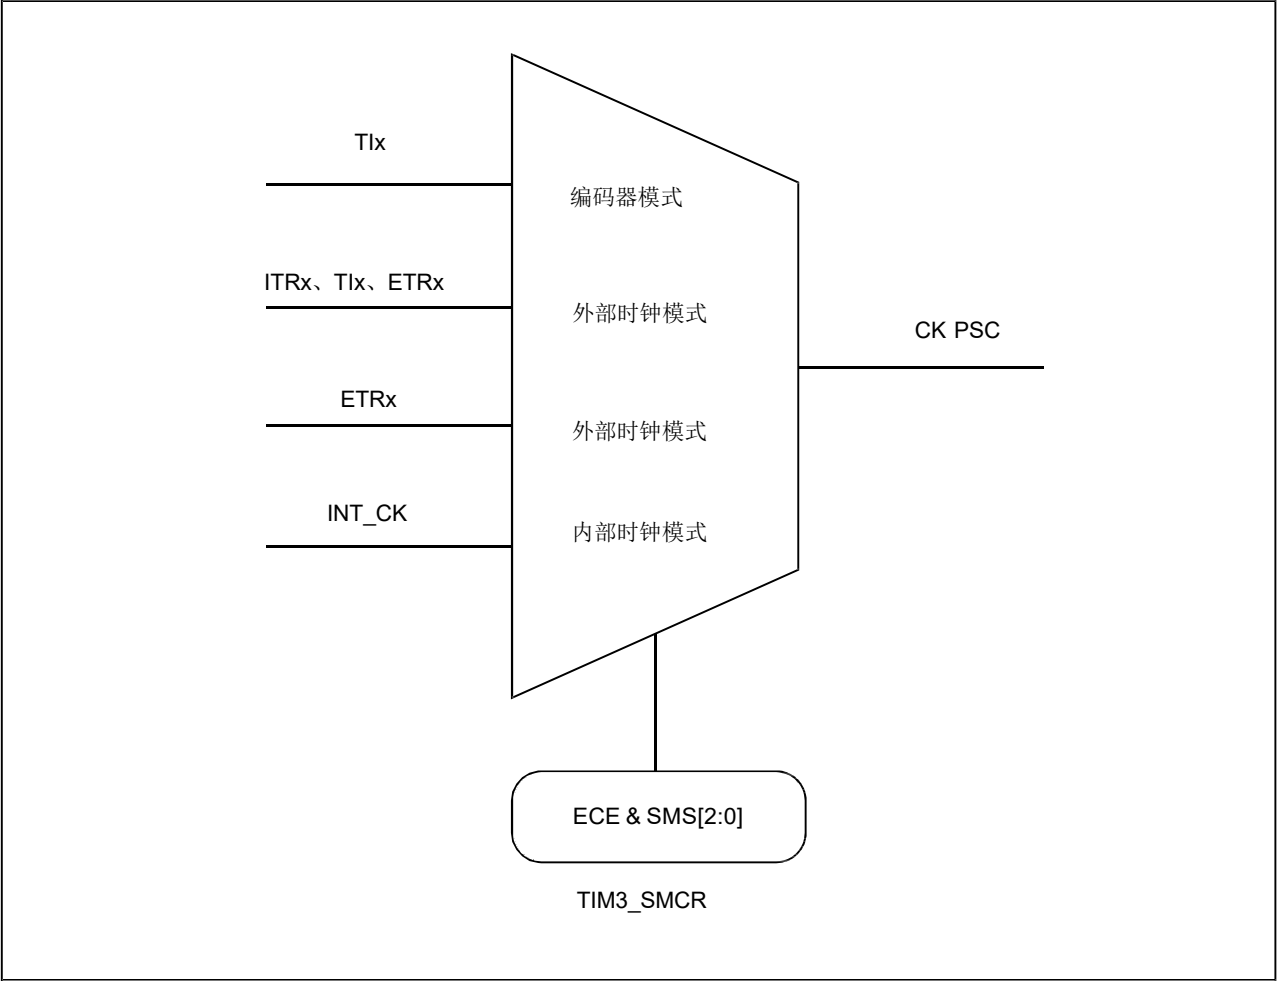 TIx
编码器模式
ITRx、TIx、ETRx
外部时钟模式
CK PSC
ETRx
外部时钟模式
INT_CK
内部时钟模式
ECE & SMS[2:0]
TIM3_SMCR